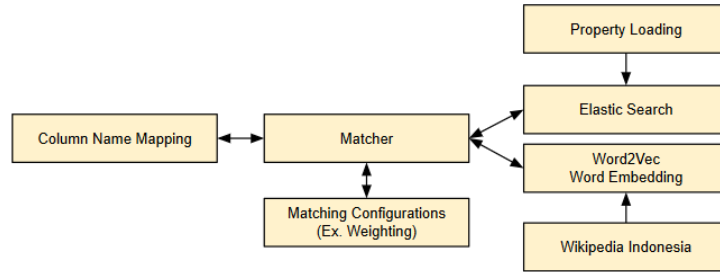 Property Loading
Elastic Search
Column Name Mapping
Matcher
Word2Vec
Word Embedding
Matching Configurations
(Ex. Weighting)
Wikipedia Indonesia